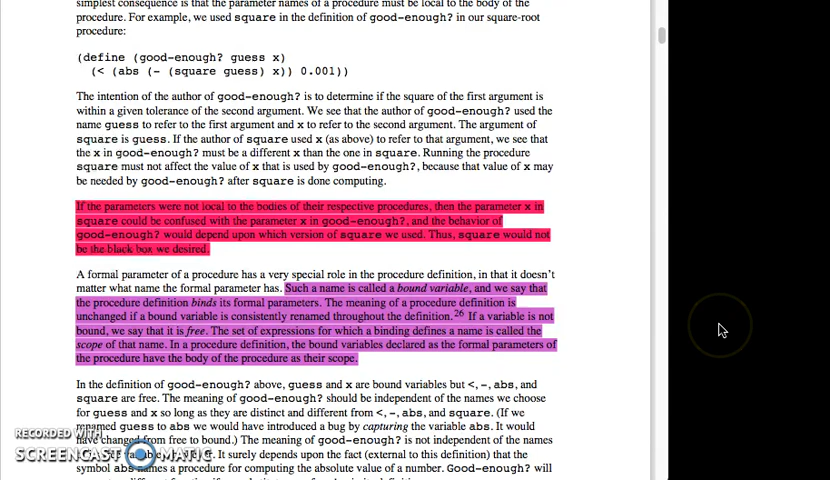 simplest consequence is that the parameter names of a procedure must be local to the body of the
procedure. For example, we used square in the definition of good-enough? in our square-root
procedure:
(define (good-enough? guess x)
(< (abs (- (square guess) x)) 0.001))
The intention of the author of good-enough? is to determine if the square of the first argument is
within a given tolerance of the second argument. We see that the author of good-enough? used the
name guess to refer to the first argument and x to refer to the second argument. The argument of
square is guess. If the author of square used x (as above) to refer to that argument, we see that
the x in good-enough? must be a different x than the one in square. Running the procedure
square must not affect the value of x that is used by good-enough?, because that value of x may
be needed by good-enough? after square is done computing.
If the parameters were not local to the bodies of their respective procedures, then the parameter x in
square could be confused with the parameter x in good-enough?, and the behavior of
good-enough? would depend upon which version of square we used. Thus, square would not
be the black box we desired.
A formal parameter of a procedure has a very special role in the procedure definition, in that it doesn't
matter what name the formal parameter has. Such a name is called a bound variable, and we say that
the procedure definition binds its formal parameters. The meaning of a procedure definition is
unchanged if a bound variable is consistently renamed throughout the definition.26 If a variable is not
bound, we say that it is free. The set of expressions for which a binding defines a name is called the
scope of that name. In a procedure definition, the bound variables declared as the formal parameters of
the procedure have the body of the procedure as their scope.
In the definition of good-enough? above, guess and x are bound variables but <, -, abs, and
square are free. The meaning of good-enough? should be independent of the names we choose
for guess and x so long as they are distinct and different from <, -, abs, and square. (If we
renamed guess to abs we would have introduced a bug by capturing the variable abs. It would
have changed from free to bound.) The meaning of good-enough? is not independent of the names
It surely depends upon the fact (external to this definition) that the
symbol abs names a procedure for computing the absolute value of a number. Good-enough? will
RECORDED WITH
SCREENCAST MATIC